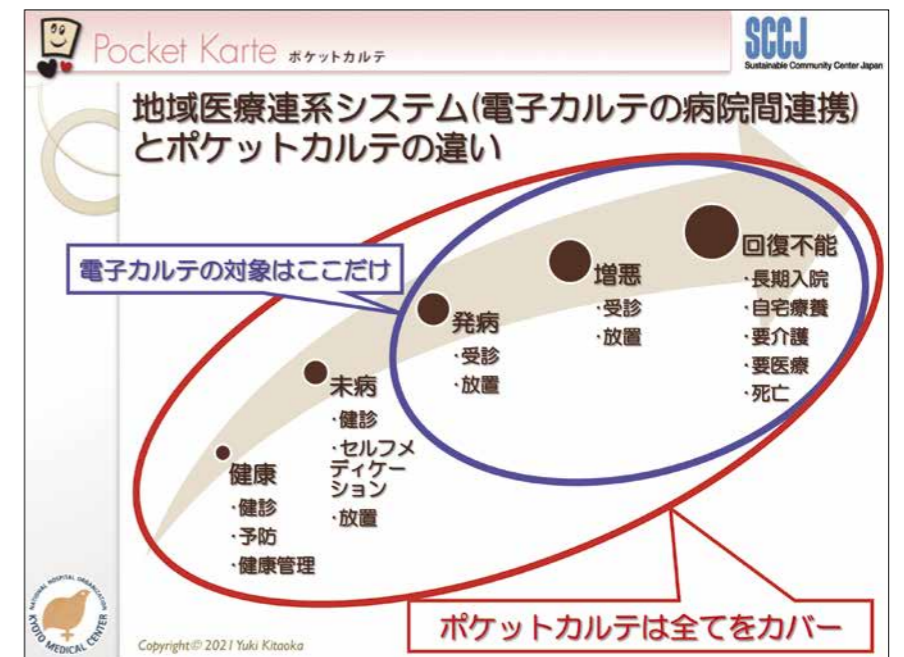 Pocket Karte ポケットカルテ
SCCJ
Sustainable Community Center Japan
地域医療連系システム(電子カルテの病院間連携)
とポケットカルテの違い
電子カルテの対象はここだけ
回復不能
・長期入院
・自宅療養
・要介護
・要医療
・死亡
増悪
・受診
・放置
発病
・受診
・放置
未病
・健診
・セルフメ
ディケー
ション
・放置
健康
・健診
・予防
・健康管理
ポケットカルテは全てをカバー
NATIONAL HOSPITAL ORGANIZATION
KYOTO MEDICAL CENTER
Copyright© 2021 Yuki Kitaoka